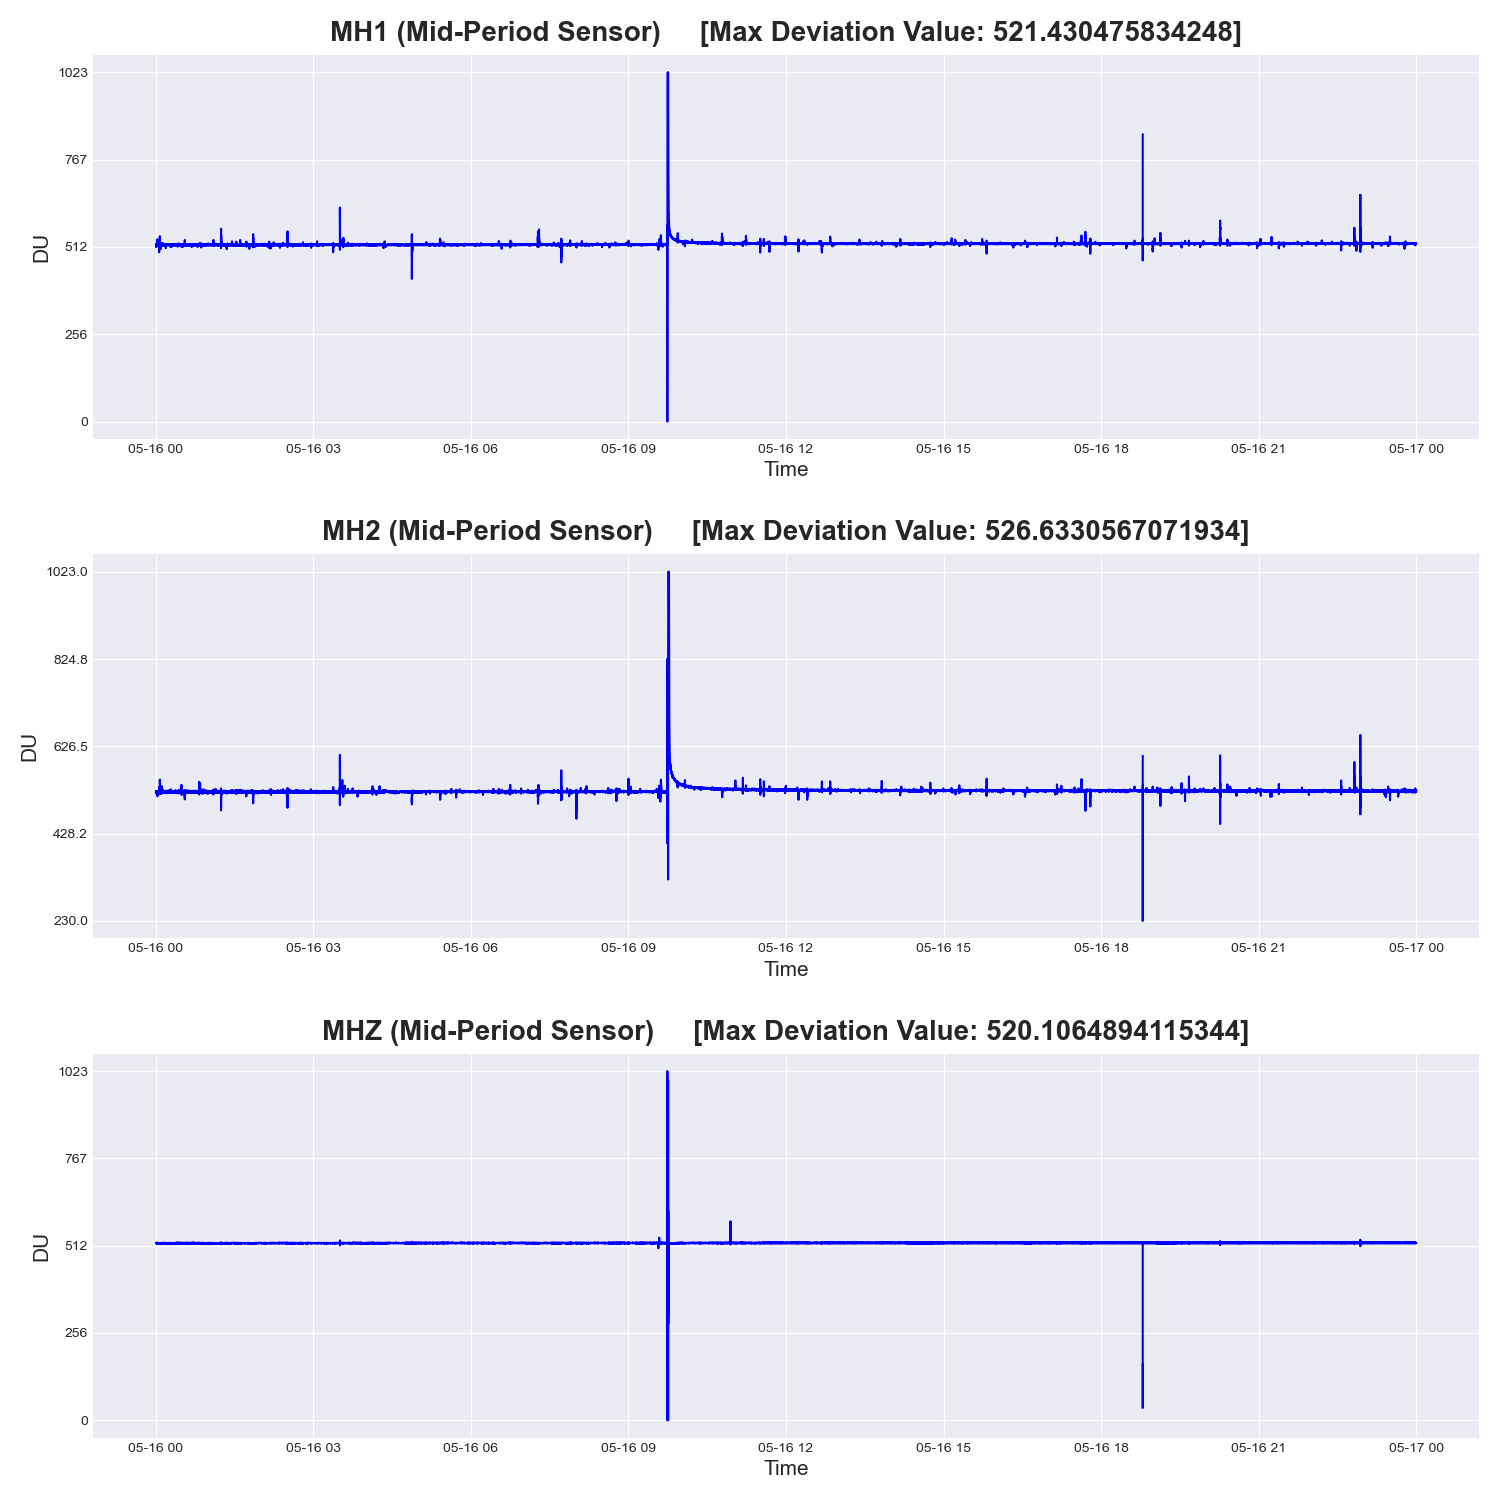 MH1 (Mid-Period Sensor) [Max Deviation Value: 521.430475834248]
1023
767
512
256
0
DU
05-16 00 05-16 03 05-16 06 05-16 09 05-16 12 05-16 15 05-16 18 05-16 21 05-17 00
Time
MH2 (Mid-Period Sensor) [Max Deviation Value: 526.6330567071934]
1023.0
824.8
626.5
428.2
230.0
DU
05-16 00 05-16 03 05-16 06 05-16 09 05-16 12 05-16 15 05-16 18 05-16 21 05-17 00
Time
MHZ (Mid-Period Sensor) [Max Deviation Value: 520.1064894115344]
1023
767
512
256
0
DU
05-16 00 05-16 03 05-16 06 05-16 09 05-16 12 05-16 15 05-16 18 05-16 21 05-17 00
Time